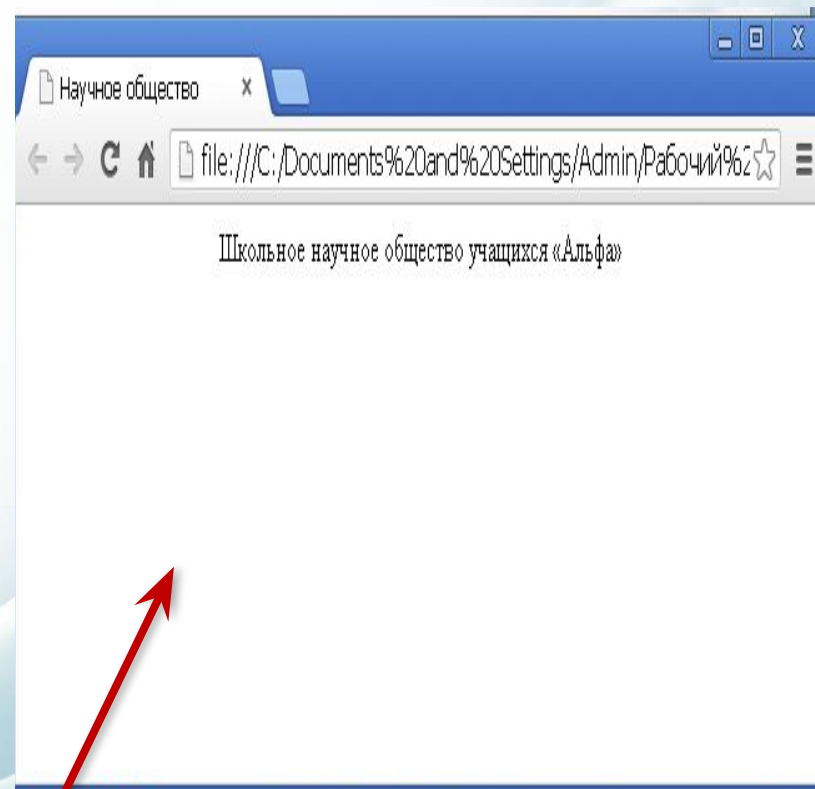 Научное общество
file:///C:/Documents%20and%20Settings/Admin/Рабочий%2
Школьное научное общество учащихся «Альфа»